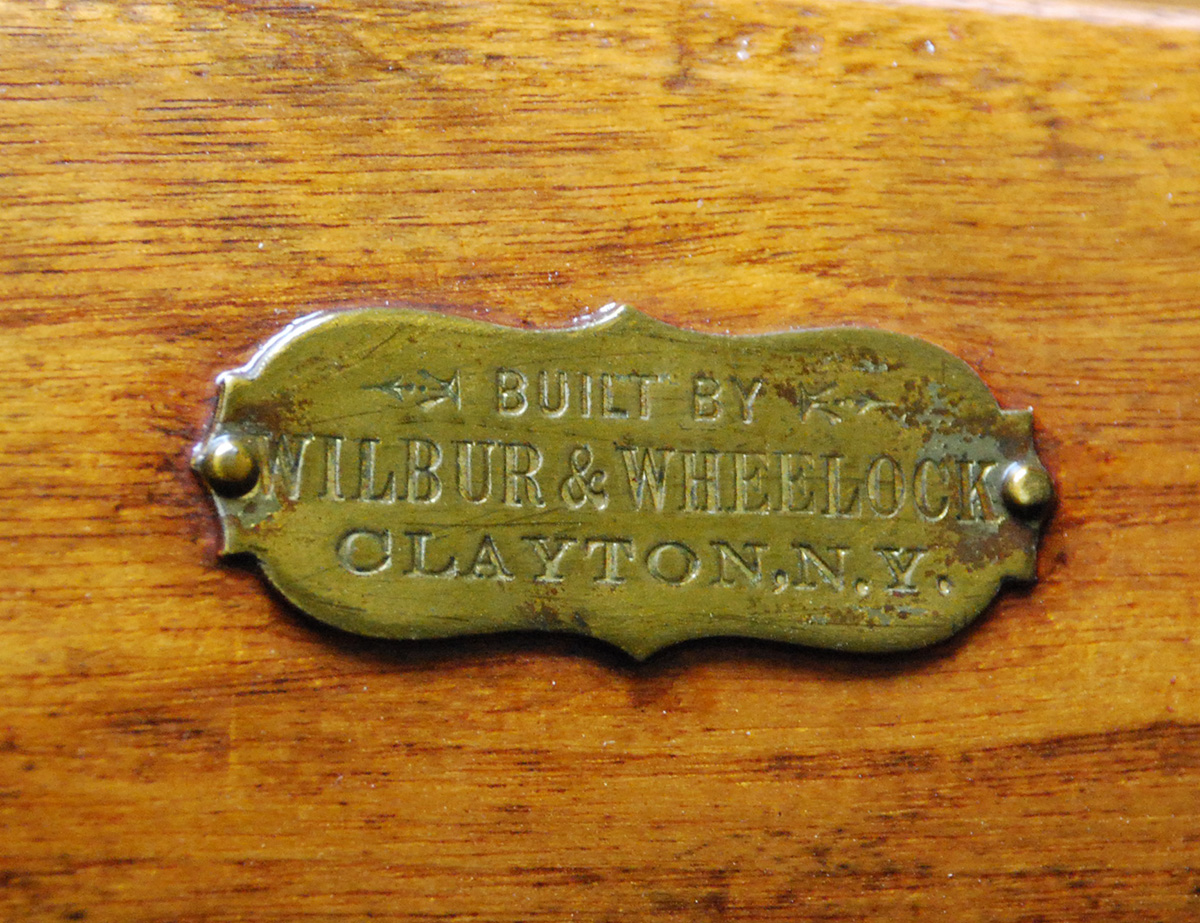 BUILT BY
WILBUR & WHEELOCK
CLAYTON, N.Y.